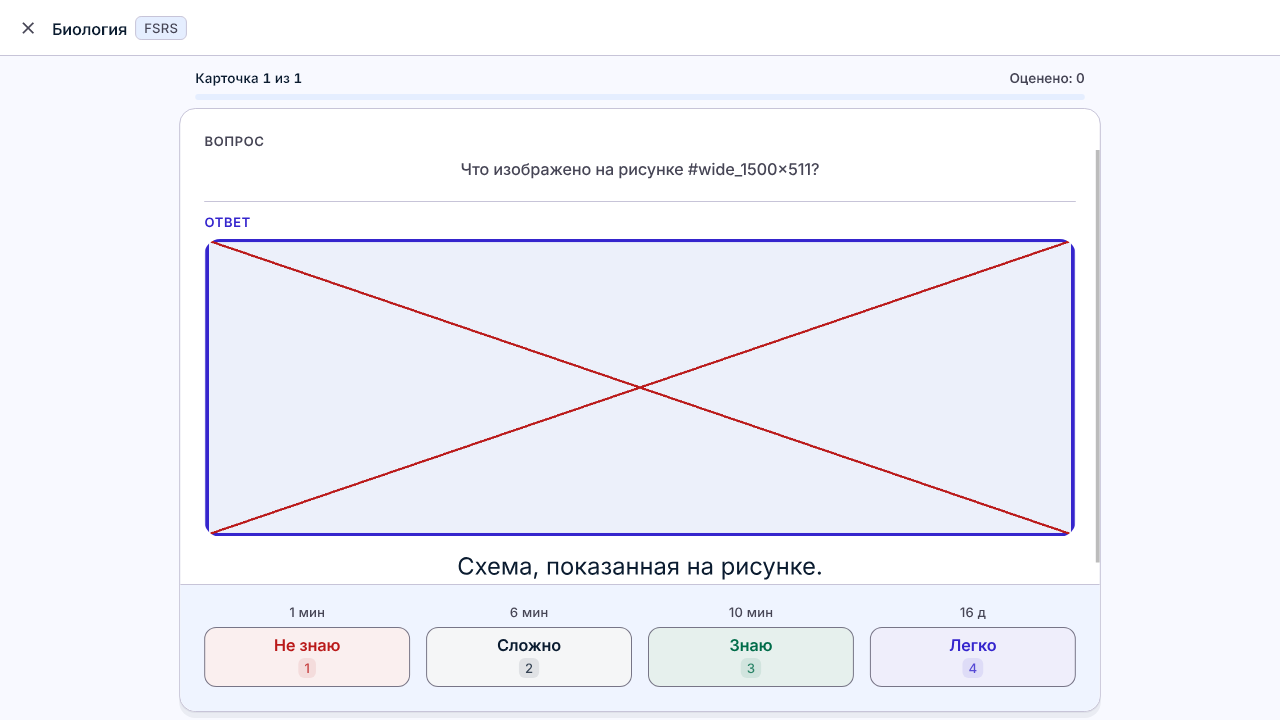 Биология FSRS
Карточка 1 из 1
Оценено: 0
ВОПРОС
Что изображено на рисунке #wide_1500×511?
ОТВЕТ
Схема, показанная на рисунке.
1 мин
Не знаю
1
6 мин
Сложно
2
10 мин
Знаю
3
16 д
Легко
4